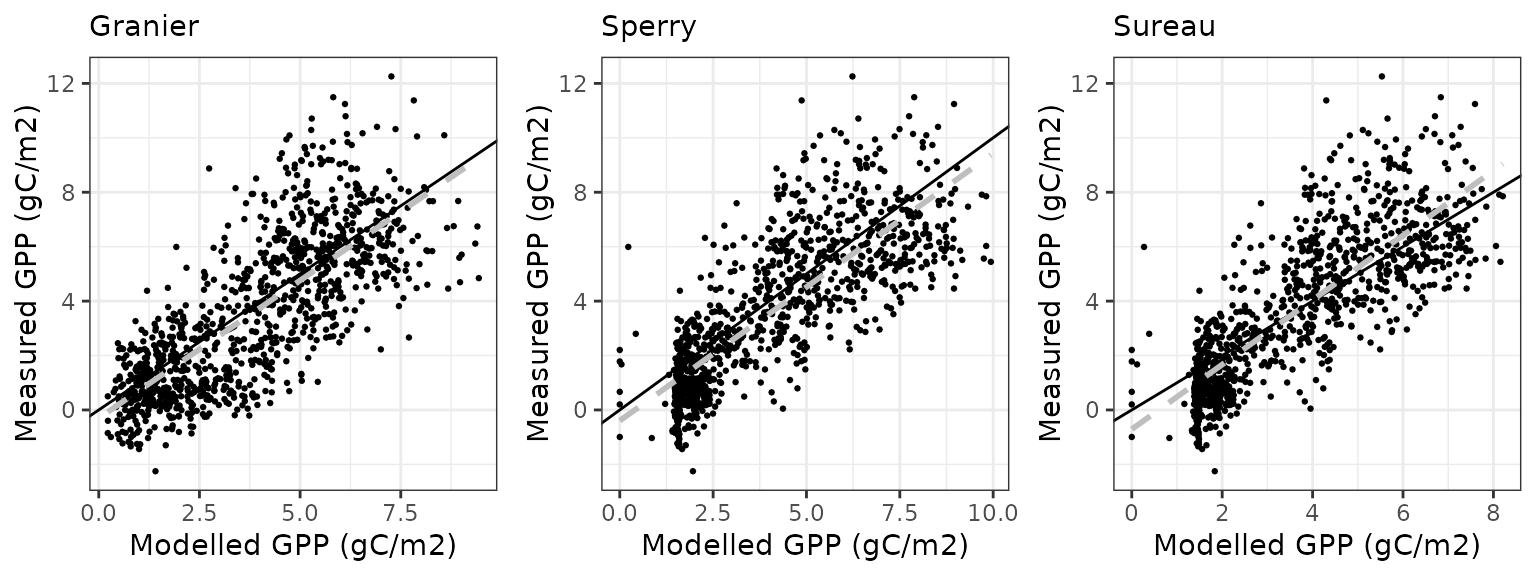 Granier
Measured GPP (gC/m2)
12
8
4
0
0.0 2.5 5.0 7.5
Modelled GPP (gC/m2)
Sperry
Measured GPP (gC/m2)
12
8
4
0
0.0 2.5 5.0 7.5 10.0
Modelled GPP (gC/m2)
Sureau
Measured GPP (gC/m2)
12
8
4
0
0 2 4 6 8
Modelled GPP (gC/m2)